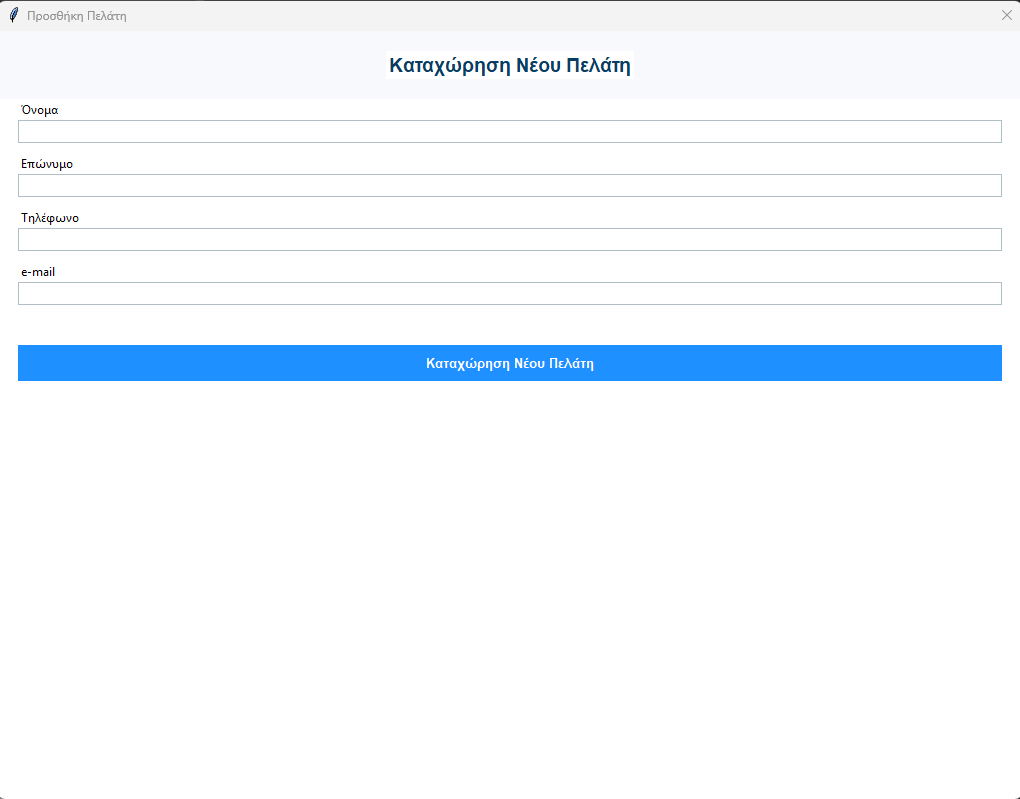 Προσθήκη Πελάτη
Καταχώρηση Νέου Πελάτη
Όνομα
Επώνυμο
Τηλέφωνο
e-mail
Καταχώρηση Νέου Πελάτη